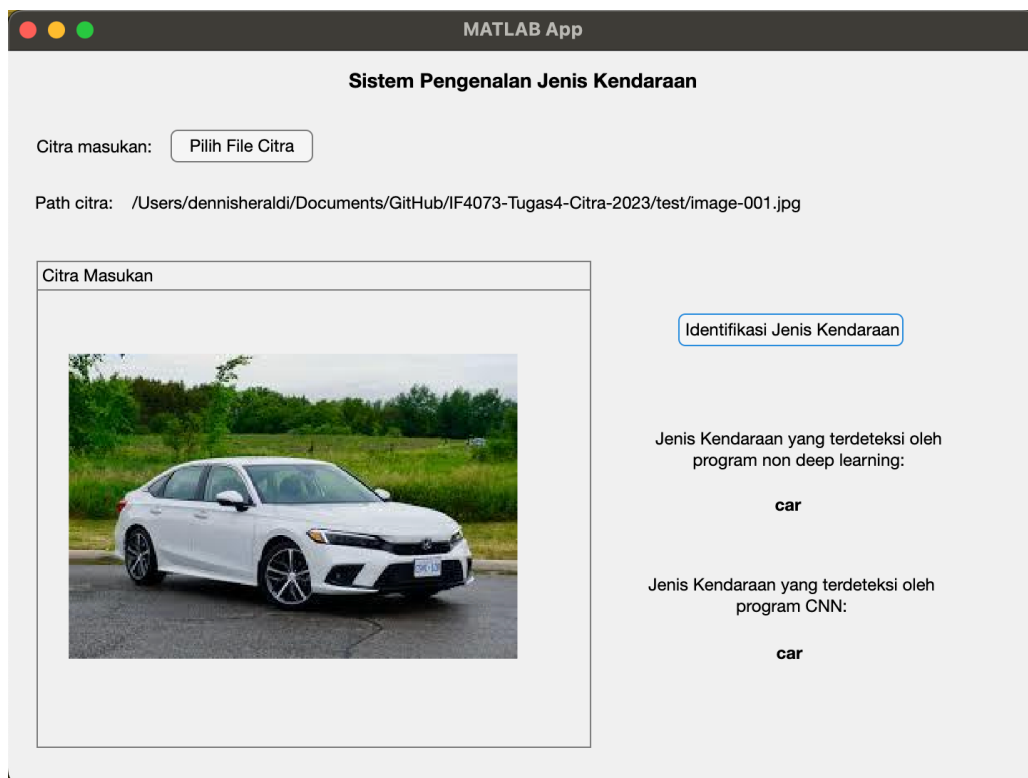 MATLAB App
Sistem Pengenalan Jenis Kendaraan
Citra masukan: Pilih File Citra
Path citra: /Users/dennisheraldi/Documents/GitHub/IF4073-Tugas4-Citra-2023/test/image-001.jpg
Citra Masukan
Identifikasi Jenis Kendaraan
Jenis Kendaraan yang terdeteksi oleh
program non deep learning:
car
Jenis Kendaraan yang terdeteksi oleh
program CNN:
car